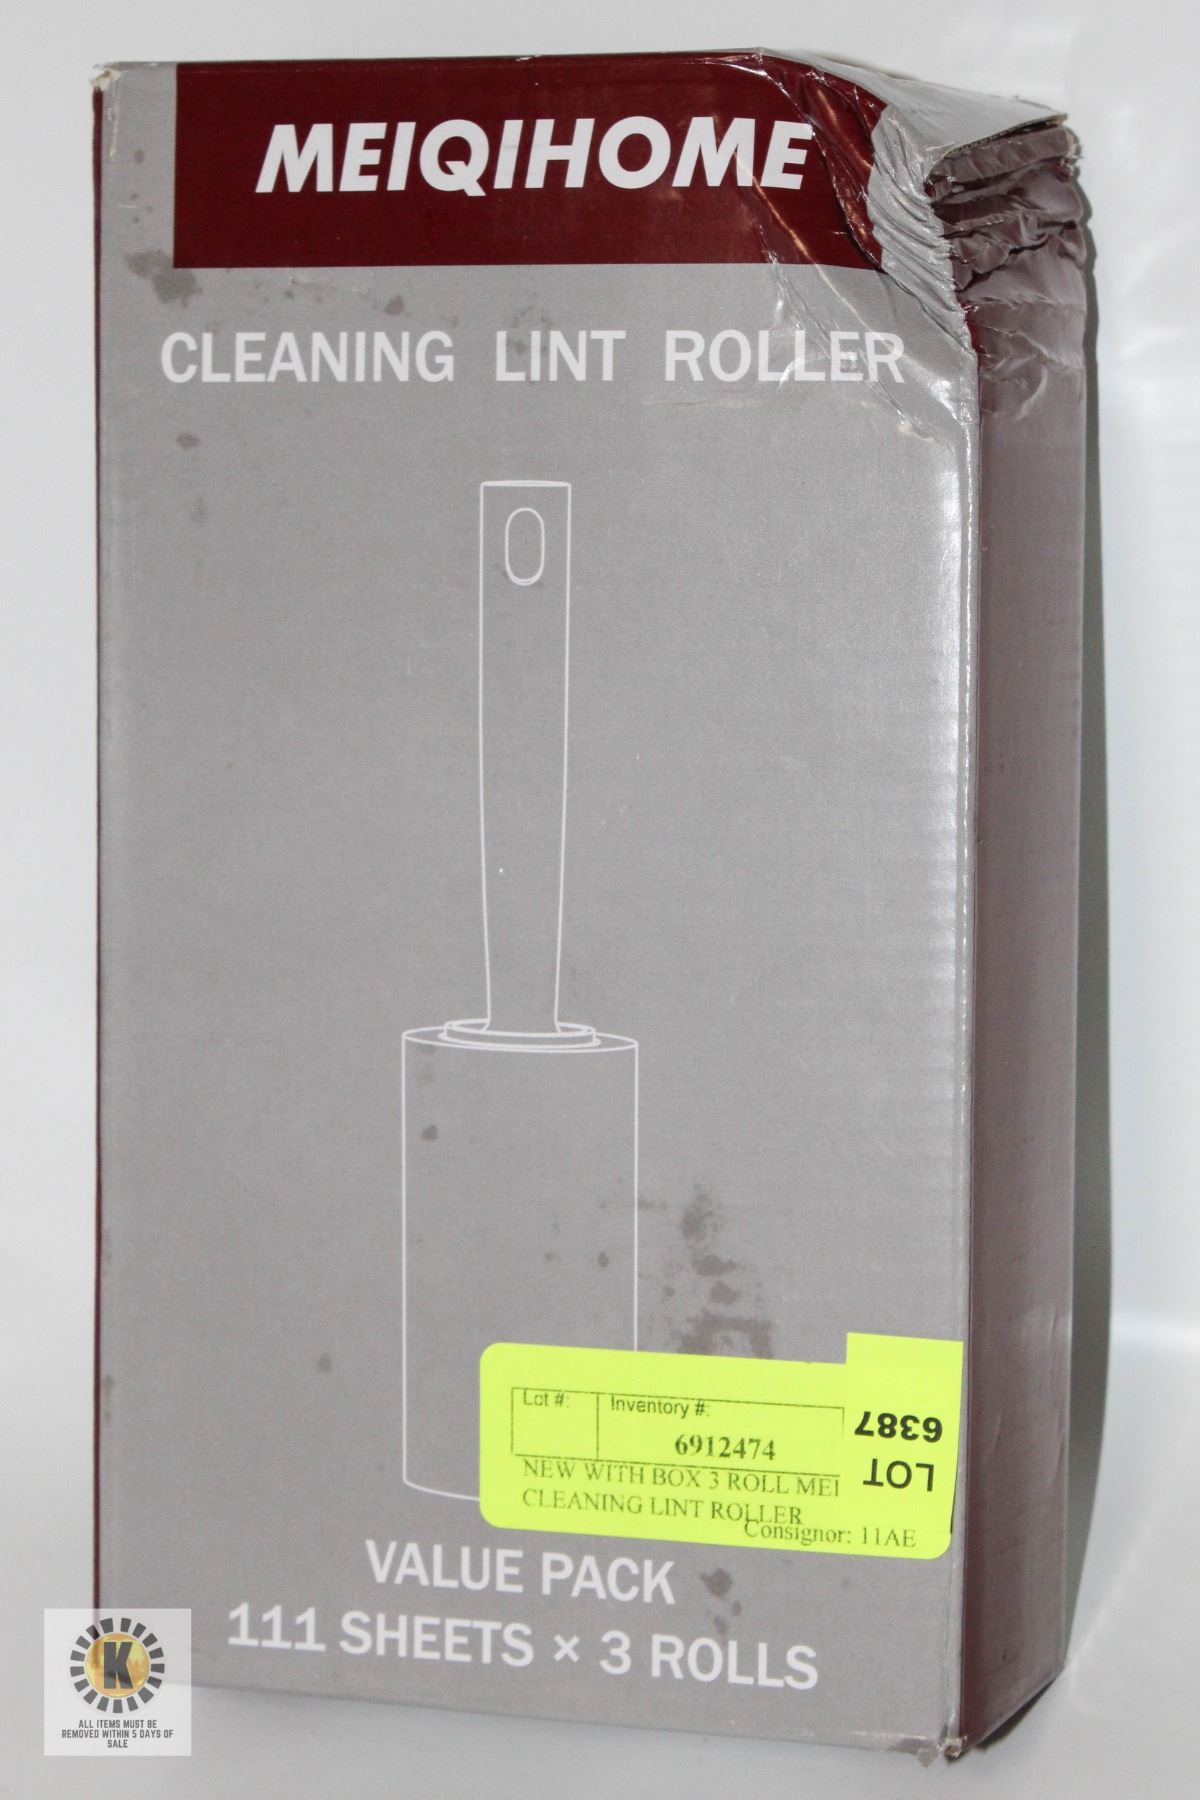 MEIQIHOME
CLEANING LINT ROLLER
Lot #:
Inventory #:
6912474
NEW WITH BOX 3 ROLL MEI
CLEANING LINT ROLLER
Consignor: 11AE
LOT
6387
VALUE PACK
111 SHEETS × 3 ROLLS
K
ALL ITEMS MUST BE
REMOVED WITHIN 5 DAYS OF
SALE